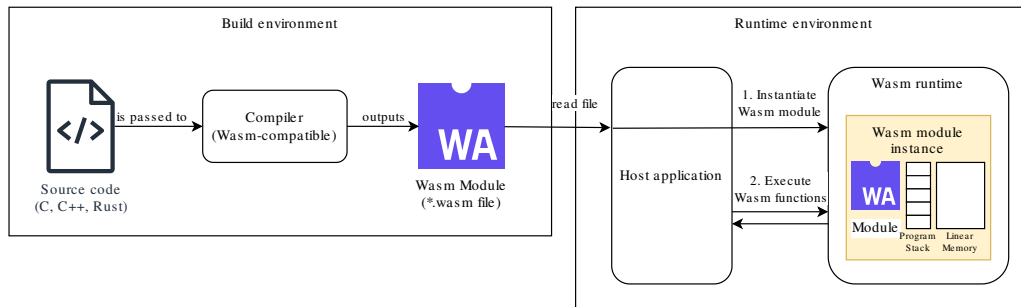 Build environment
Source code
(C, C++, Rust)
is passed to
Compiler
(Wasm-compatible)
outputs
WA
Wasm Module
(*.wasm file)
read file
Runtime environment
Host application
1. Instantiate
Wasm module
2. Execute
Wasm functions
Wasm runtime
Wasm module
instance
WA
Module
Program
Stack
Linear
Memory